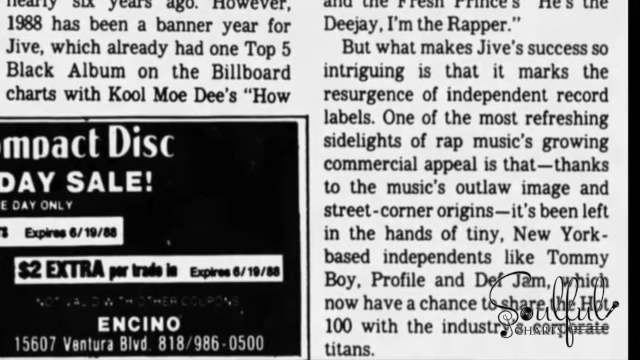 nearly six years ago. However,
1988 has been a banner year for
Jive, which already had one Top 5
Black Album on the Billboard
charts with Kool Moe Dee's "How
ompact Disc
DAY SALE!
E DAY ONLY
Expires 6/19/88
$2 EXTRA per trade in Expires 6/19/88
NOT VALID WITH OTHER COUPONS
ENCINO
15607 Ventura Blvd. 818/986-0500
and the Fresh Prince's "He's the
Deejay, I'm the Rapper."
But what makes Jive's success so
intriguing is that it marks the
resurgence of independent record
labels. One of the most refreshing
sidelights of rap music's growing
commercial appeal is that—thanks
to the music's outlaw image and
street-corner origins—it's been left
in the hands of tiny, New York-
based independents like Tommy
Boy, Profile and Def Jam, which
now have a chance to share the Hot
100 with the industry's corporate
titans.
Soulful